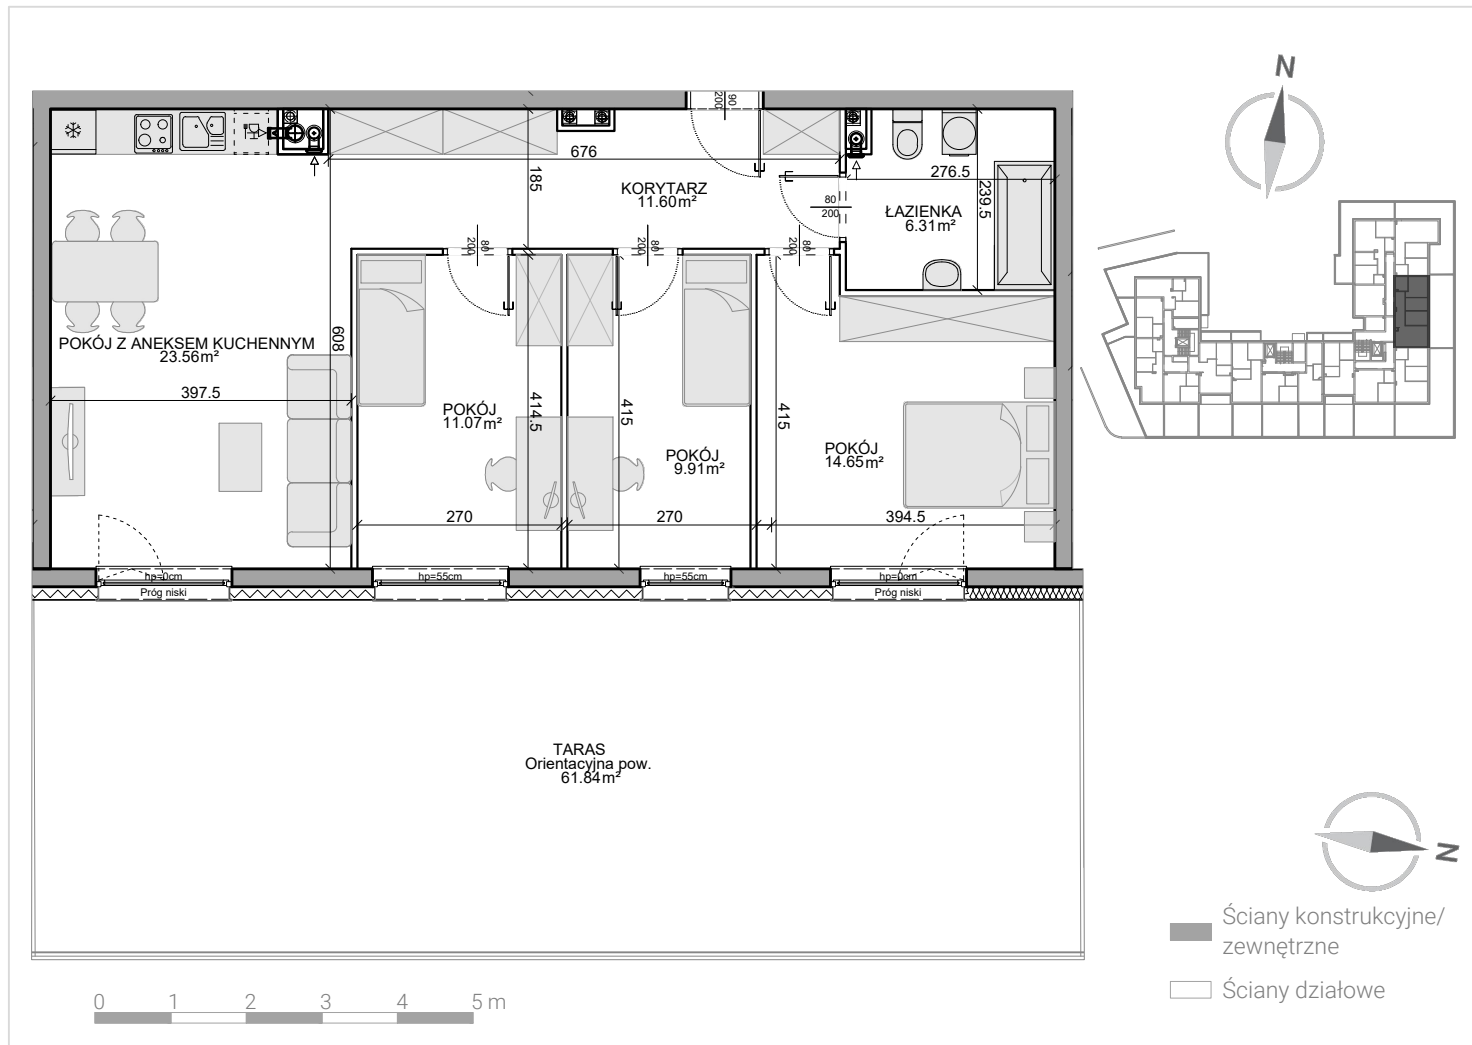 N
90
200
676
185
KORYTARZ
11.60m²
276.5
239.5
80
200
ŁAZIENKA
6.31m²
80
200
80
200
80
200
608
POKÓJ Z ANEKSEM KUCHENNYM
23.56m²
397.5
POKÓJ
11.07m²
414.5
415
POKÓJ
9.91m²
415
POKÓJ
14.65m²
270
270
394.5
hp=0cm
hp=55cm
hp=55cm
hp=0cm
Próg niski
Próg niski
TARAS
Orientacyjna pow.
61.84m²
N
Ściany konstrukcyjne/
zewnętrzne
Ściany działowe
0 1 2 3 4 5 m